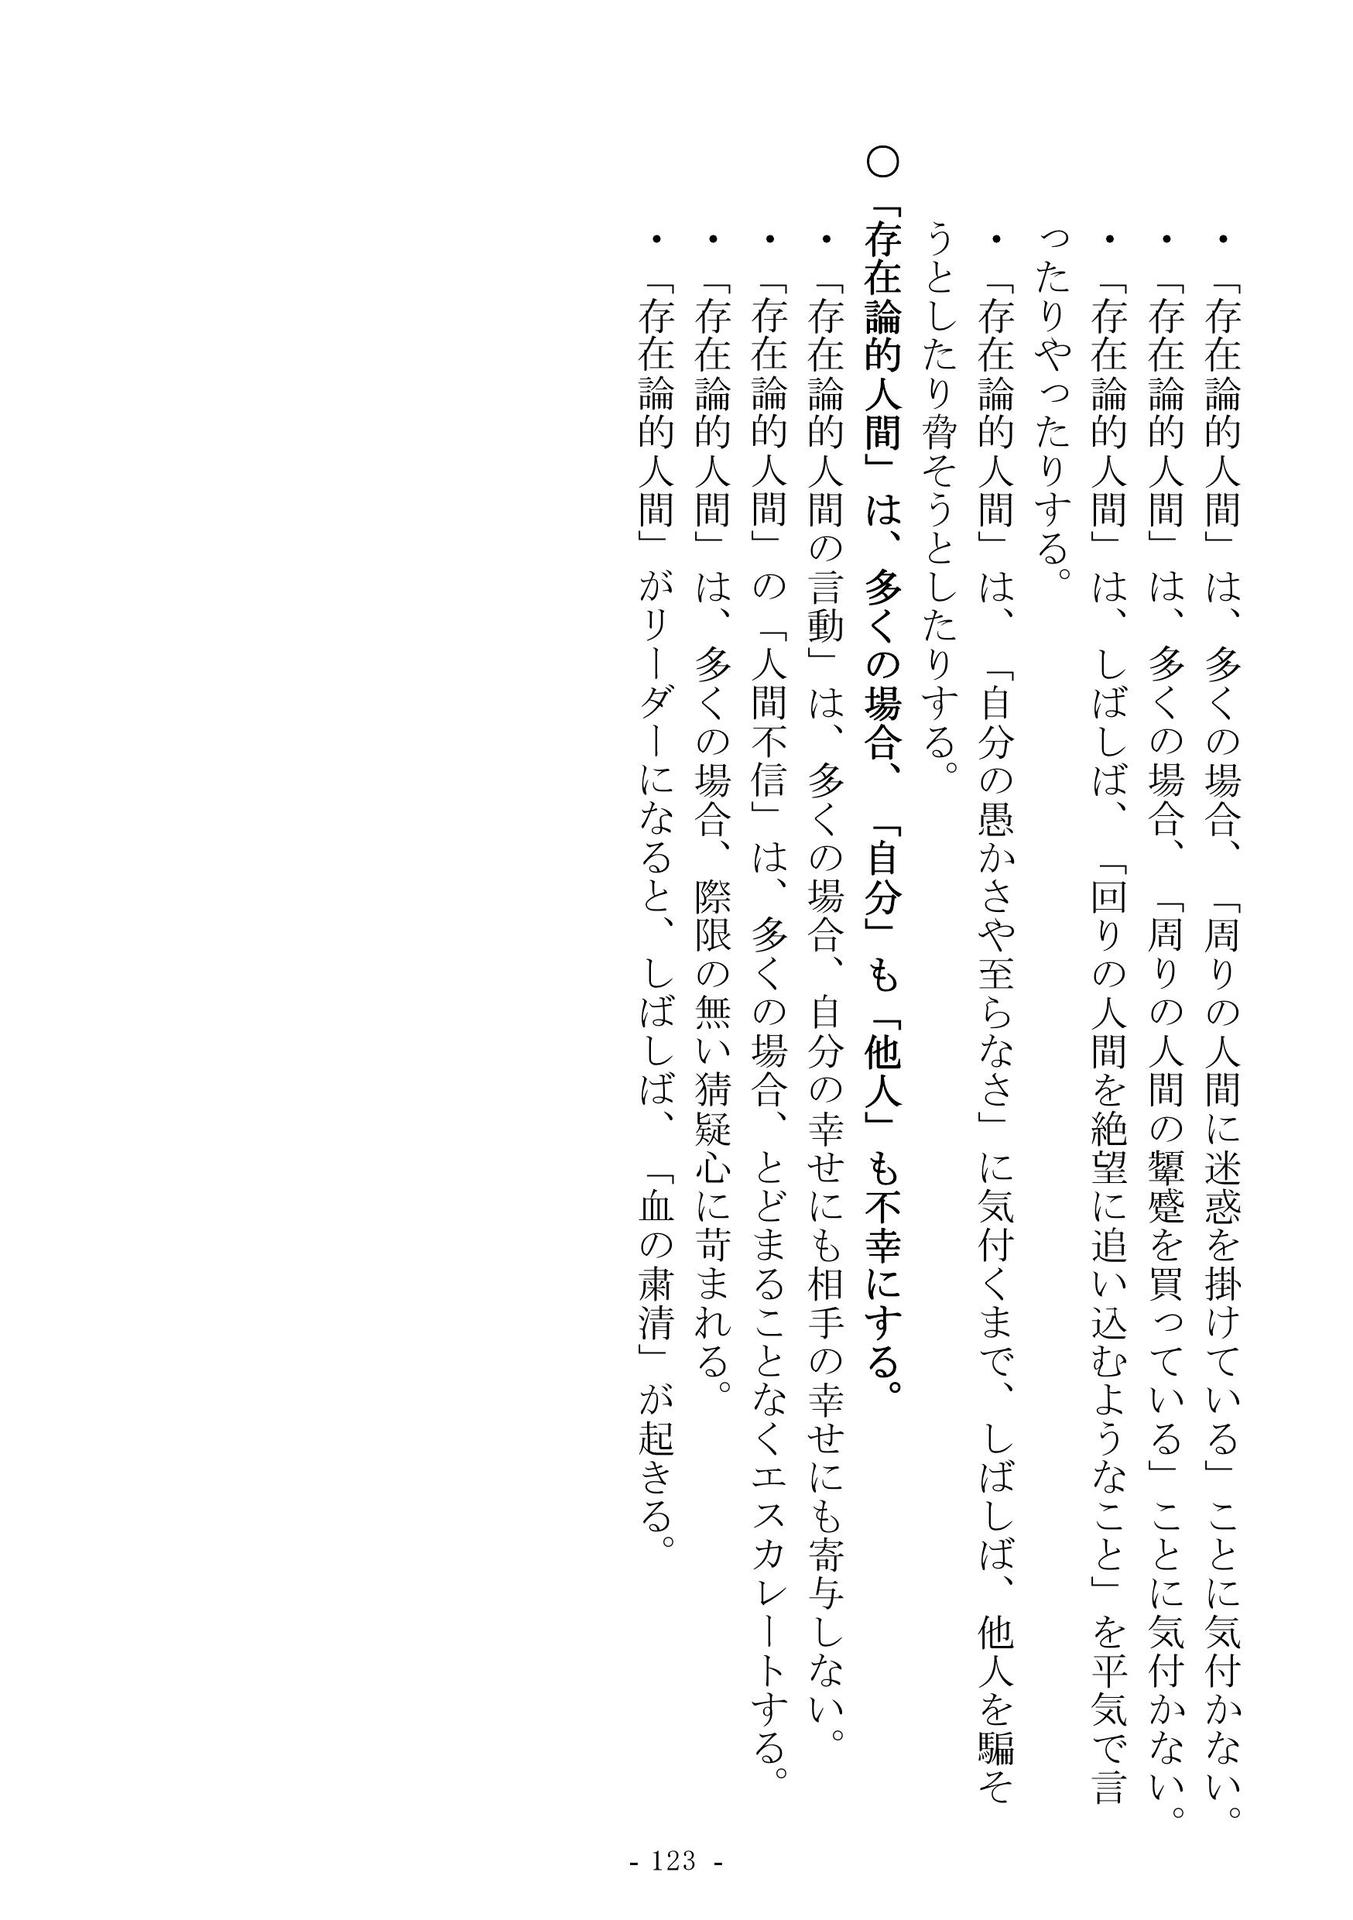 ・「存在論的人間」は、多くの場合、「周りの人間に迷惑を掛けている」ことに気付かない。
・「存在論的人間」は、多くの場合、「周りの人間の顰蹙を買っている」ことに気付かない。
・「存在論的人間」は、しばしば、「回りの人間を絶望に追い込むようなこと」を平気で言
ったりやったりする。
・「存在論的人間」は、「自分の愚かさや至らなさ」に気付くまで、しばしば、他人を騙そ
うとしたり脅そうとしたりする。
○「存在論的人間」は、多くの場合、「自分」も「他人」も不幸にする。
・「存在論的人間の言動」は、多くの場合、自分の幸せにも相手の幸せにも寄与しない。
・「存在論的人間」の「人間不信」は、多くの場合、とどまることなくエスカレートする。
・「存在論的人間」は、多くの場合、際限の無い猜疑心に苛まれる。
・「存在論的人間」がリーダーになると、しばしば、「血の粛清」が起きる。
- 123 -